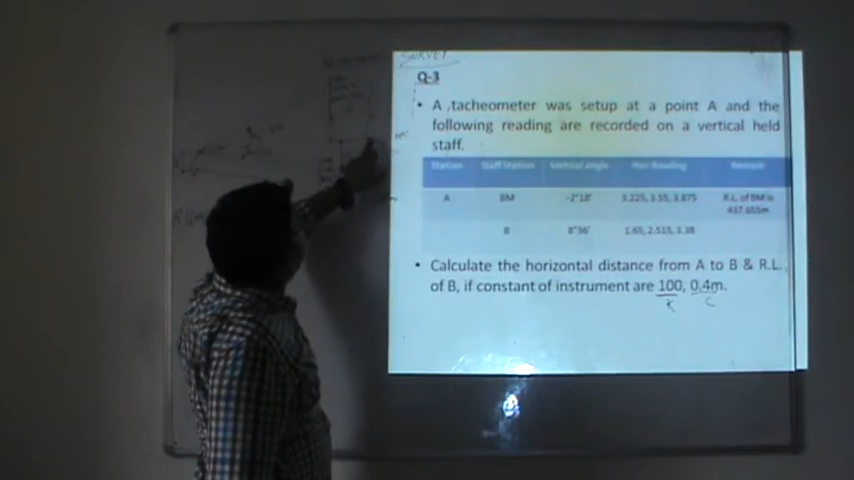 SURVEY
Q-3
• A tacheometer was setup at a point A and the
following reading are recorded on a vertical held
staff.
Station Staff Station Vertical angle Hair Reading Remark
A BM -2°18' 3.225, 3.55, 3.875 R.L. of BM is
437.655m
B 8°36' 1.65, 2.515, 3.38
• Calculate the horizontal distance from A to B & R.L.
of B, if constant of instrument are 100, 0.4m.
K C